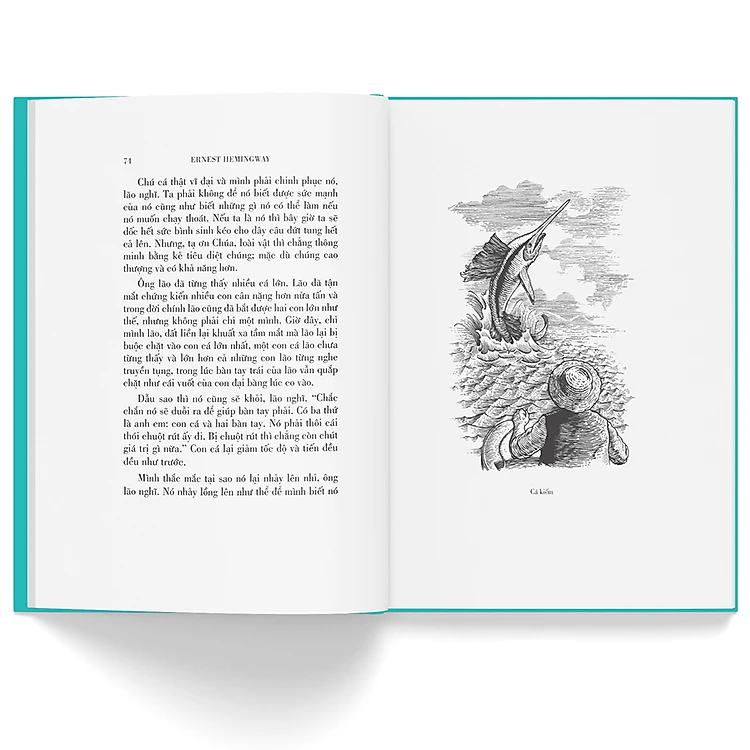 74 ERNEST HEMINGWAY
Chú cá thật vĩ đại và mình phải chinh phục nó,
lão nghĩ. Ta phải không để nó biết được sức mạnh
của nó cũng như biết những gì nó có thể làm nếu
nó muốn chạy thoát. Nếu ta là nó thì bây giờ ta sẽ
dốc hết sức bình sinh kéo cho dây câu đứt tung hết
cả lên. Nhưng, tạ ơn Chúa, loài vật thì chẳng thông
minh bằng kẻ tiêu diệt chúng; mặc dù chúng cao
thượng và có khả năng hơn.
Ông lão đã từng thấy nhiều cá lớn. Lão đã tận
mắt chứng kiến nhiều con cân nặng hơn nửa tấn và
trong đời chính lão cũng đã bắt được hai con lớn như
thế, nhưng không phải chỉ một mình. Giờ đây, chỉ
mình lão, đất liền lại khuất xa tầm mắt mà lão lại bị
buộc chặt vào con cá lớn nhất, một con cá lão chưa
từng thấy và lớn hơn cả những con lão từng nghe
truyền tụng, trong lúc bàn tay trái của lão vẫn quắp
chặt như cái vuốt của con đại bàng lúc co vào.
Dẫu sao thì nó cũng sẽ khỏi, lão nghĩ. “Chắc
chắn nó sẽ duỗi ra để giúp bàn tay phải. Có ba thứ
là anh em: con cá và hai bàn tay. Nó phải thôi cái
thói chuột rút ấy đi. Bị chuột rút thì chẳng còn chút
giá trị gì nữa.” Con cá lại giảm tốc độ và tiến đều
đều như trước.
Mình thắc mắc tại sao nó lại nhảy lên nhỉ, ông
lão nghĩ. Nó nhảy lồng lên như thể để mình biết nó
Cá kiếm